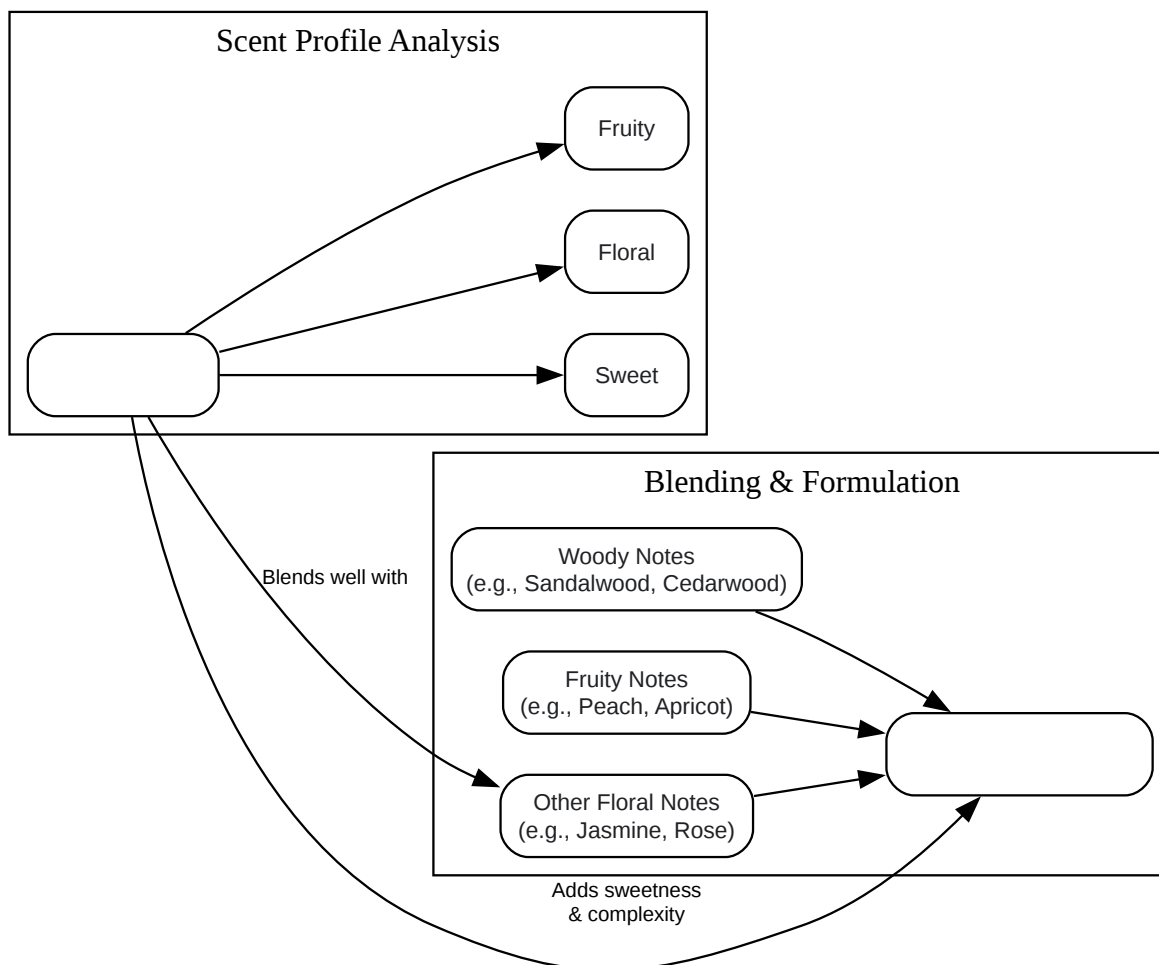 Scent Profile Analysis
Fruity
Floral
Sweet
Blending & Formulation
Woody Notes
(e.g., Sandalwood, Cedarwood)
Blends well with
Fruity Notes
(e.g., Peach, Apricot)
Other Floral Notes
(e.g., Jasmine, Rose)
Adds sweetness
& complexity